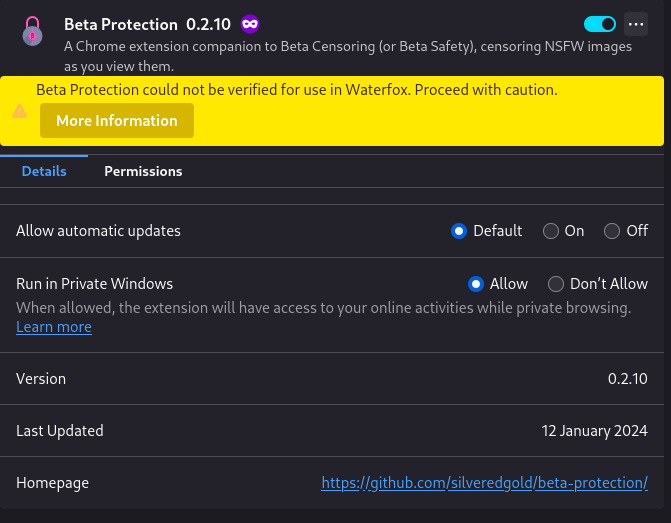 Beta Protection 0.2.10
A Chrome extension companion to Beta Censoring (or Beta Safety), censoring NSFW images
as you view them.
Beta Protection could not be verified for use in Waterfox. Proceed with caution.
More Information
Details Permissions
Allow automatic updates Default On Off
Run in Private Windows Allow Don’t Allow
When allowed, the extension will have access to your online activities while private browsing.
Learn more
Version 0.2.10
Last Updated 12 January 2024
Homepage https://github.com/silveredgold/beta-protection/